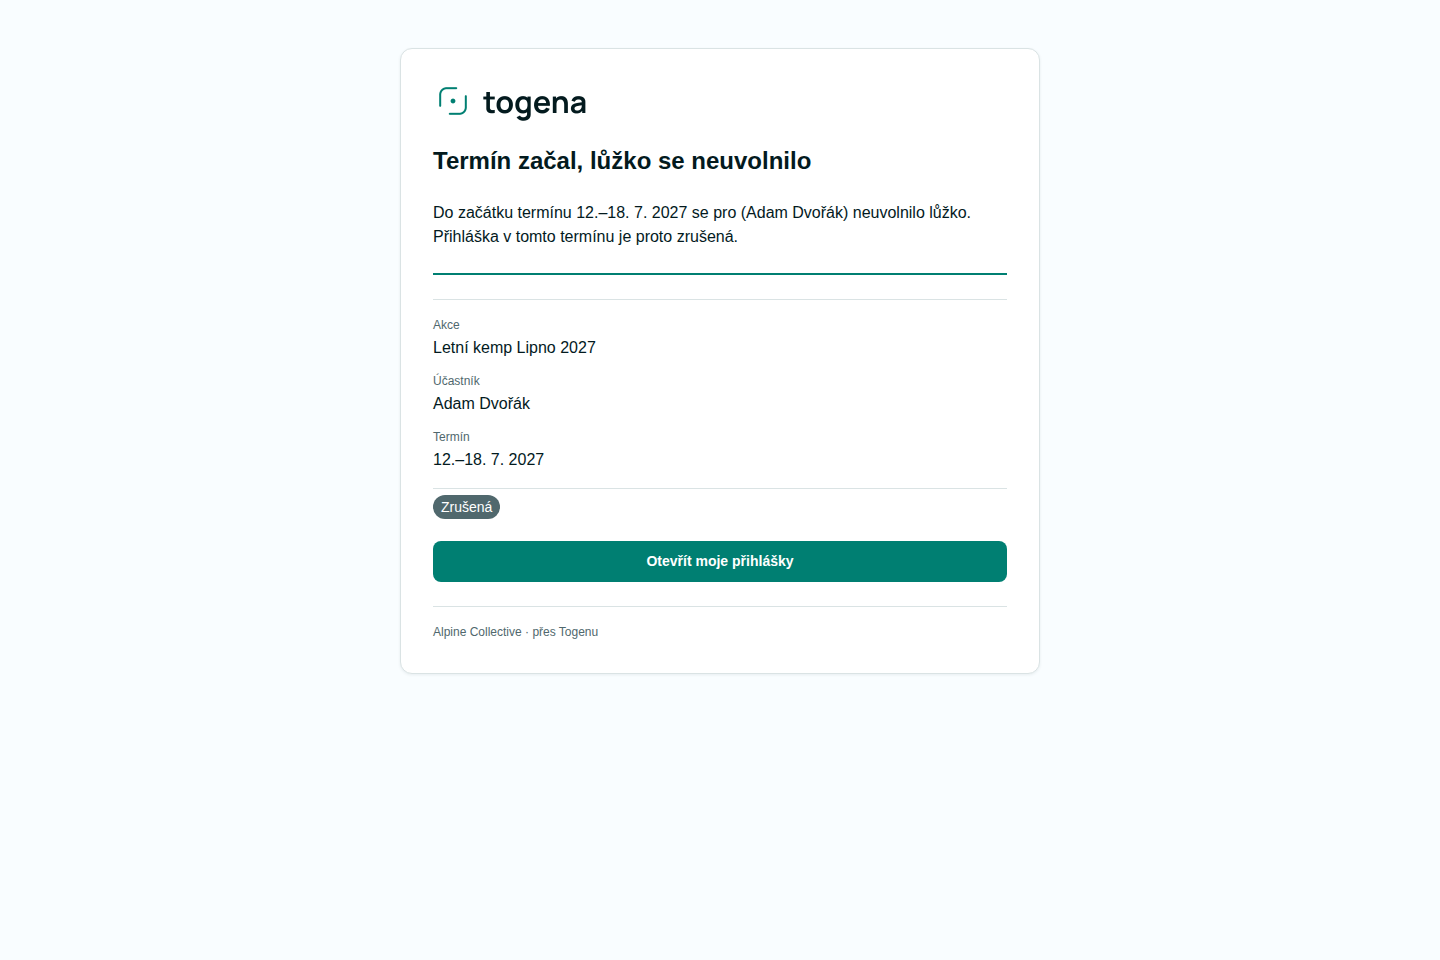 togena
Termín začal, lůžko se neuvolnilo
Do začátku termínu 12.–18. 7. 2027 se pro (Adam Dvořák) neuvolnilo lůžko.
Přihláška v tomto termínu je proto zrušená.
Akce
Letní kemp Lipno 2027
Účastník
Adam Dvořák
Termín
12.–18. 7. 2027
Zrušená
Otevřít moje přihlášky
Alpine Collective · přes Togenu